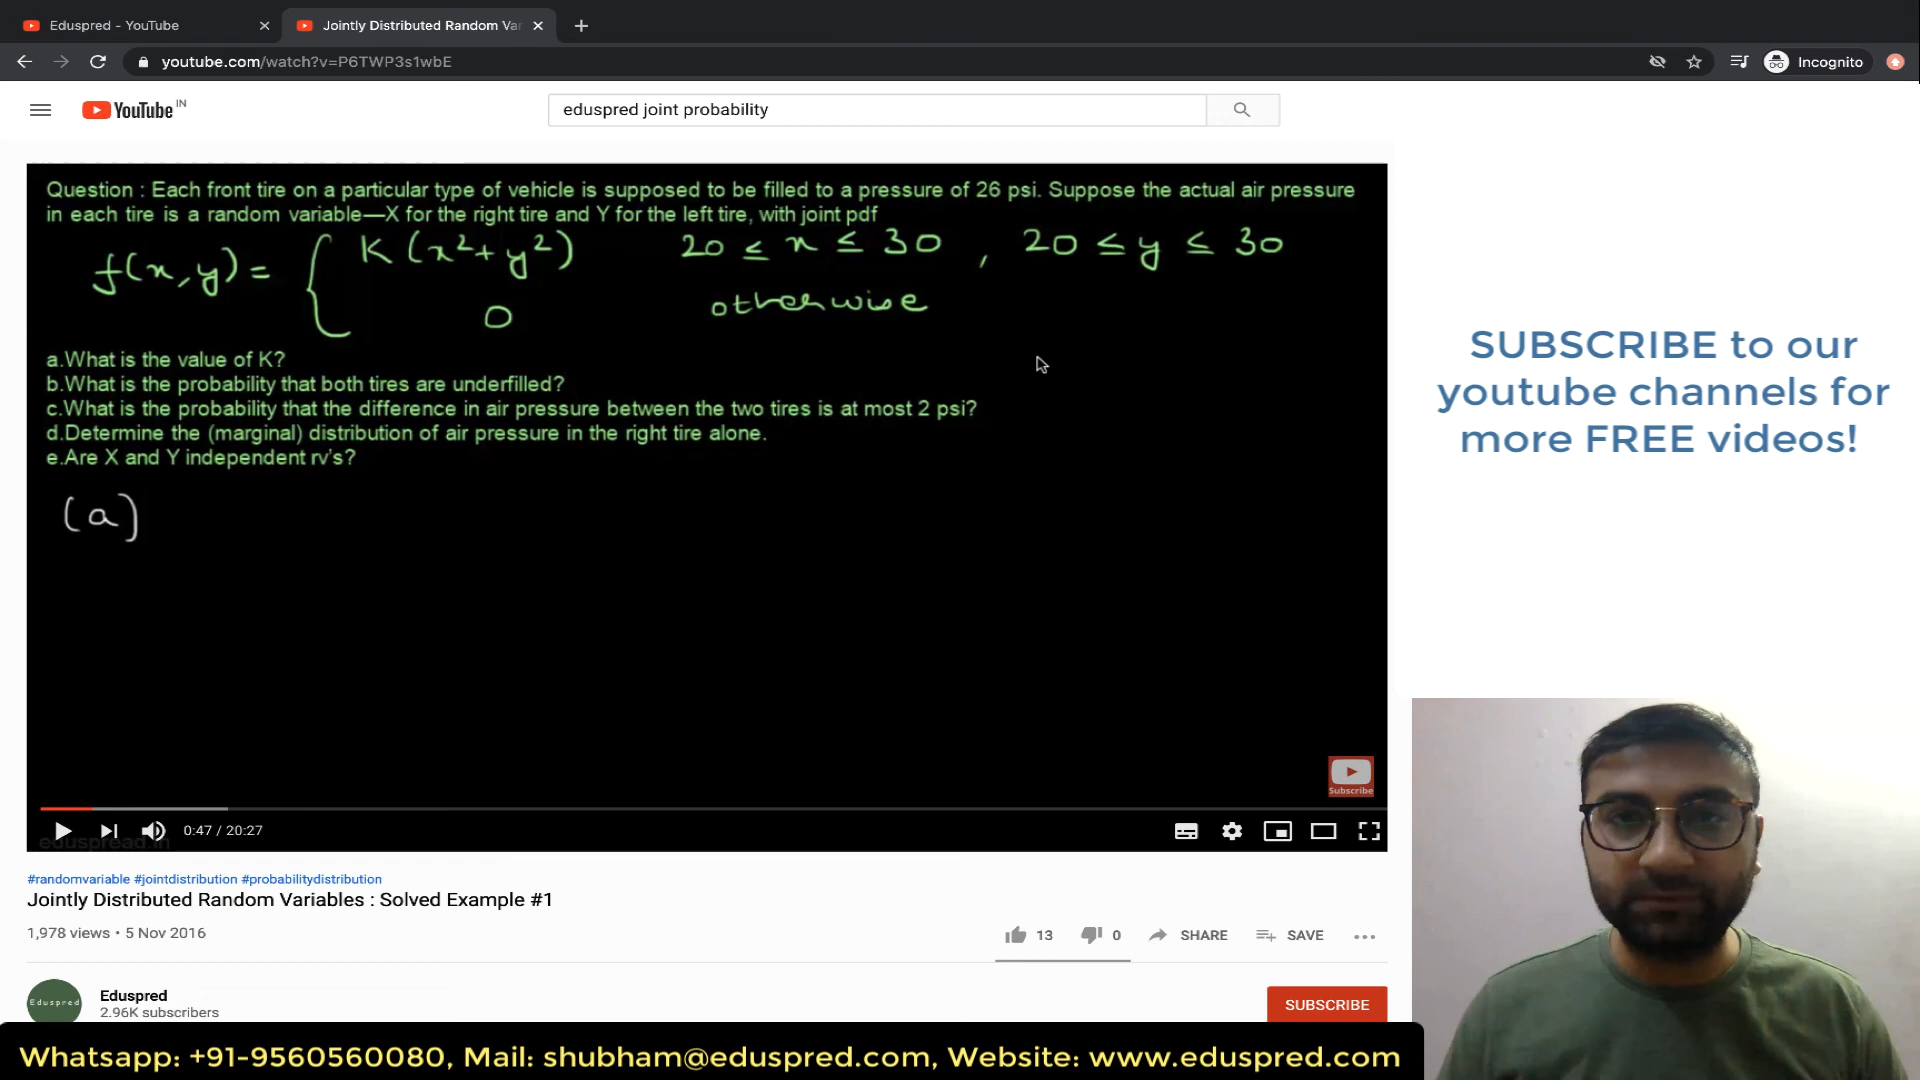 Eduspred - YouTube
Jointly Distributed Random Var
youtube.com/watch?v=P6TWP3s1wbE
Incognito
YouTube IN
eduspred joint probability
Question : Each front tire on a particular type of vehicle is supposed to be filled to a pressure of 26 psi. Suppose the actual air pressure
in each tire is a random variable—X for the right tire and Y for the left tire, with joint pdf
f(x,y) = { K(x²+y²) 20 ≤ x ≤ 30 , 20 ≤ y ≤ 30
0 otherwise
a.What is the value of K?
b.What is the probability that both tires are underfilled?
c.What is the probability that the difference in air pressure between the two tires is at most 2 psi?
d.Determine the (marginal) distribution of air pressure in the right tire alone.
e.Are X and Y independent rv's?
(a)
SUBSCRIBE to our
youtube channels for
more FREE videos!
Subscribe
0:47 / 20:27
eduspread.in
#randomvariable #jointdistribution #probabilitydistribution
Jointly Distributed Random Variables : Solved Example #1
1,978 views • 5 Nov 2016
13 0 SHARE SAVE
Eduspred
Eduspred
2.96K subscribers
SUBSCRIBE
Whatsapp: +91-9560560080, Mail: shubham@eduspred.com, Website: www.eduspred.com